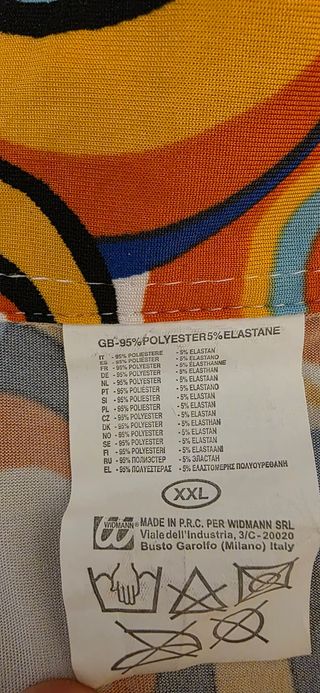 GB-95%POLYESTER5%ELASTANE
IT - 95% POLIESTERE - 5% ELASTAN
ES - 95% POLIESTER - 5% ELASTANO
FR - 95% POLYESTER - 5% ELASTHANNE
DE - 95% POLYESTER - 5% ELASTHAN
NL - 95% POLYESTER - 5% ELASTAAN
PT - 95% POLIESTER - 5% ELASTANO
SI - 95% POLIESTER - 5% ELASTAN
PL - 95% POLIESTER - 5% ELASTAN
CZ - 95% POLYESTER - 5% ELASTAN
DK - 95% POLYESTER - 5% ELASTHAN
NO - 95% POLYESTER - 5% ELASTAN
SE - 95% POLYESTER - 5% ELASTAN
FI - 95% POLYESTERI - 5% ELASTAANI
RU - 95% ПОЛИЭСТЕР - 5% ЭЛАСТАН
EL - 95% ΠΟΛΥΕΣΤΕΡΑΣ - 5% ΕΛΑΣΤΟΜΕΡΗΣ ΠΟΛΥΟΥΡΕΘΑΝΗ
XXL
WIDMANN
MADE IN P.R.C. PER WIDMANN SRL
Viale dell'Industria, 3-C - 20020
Busto Garolfo (Milano) Italy